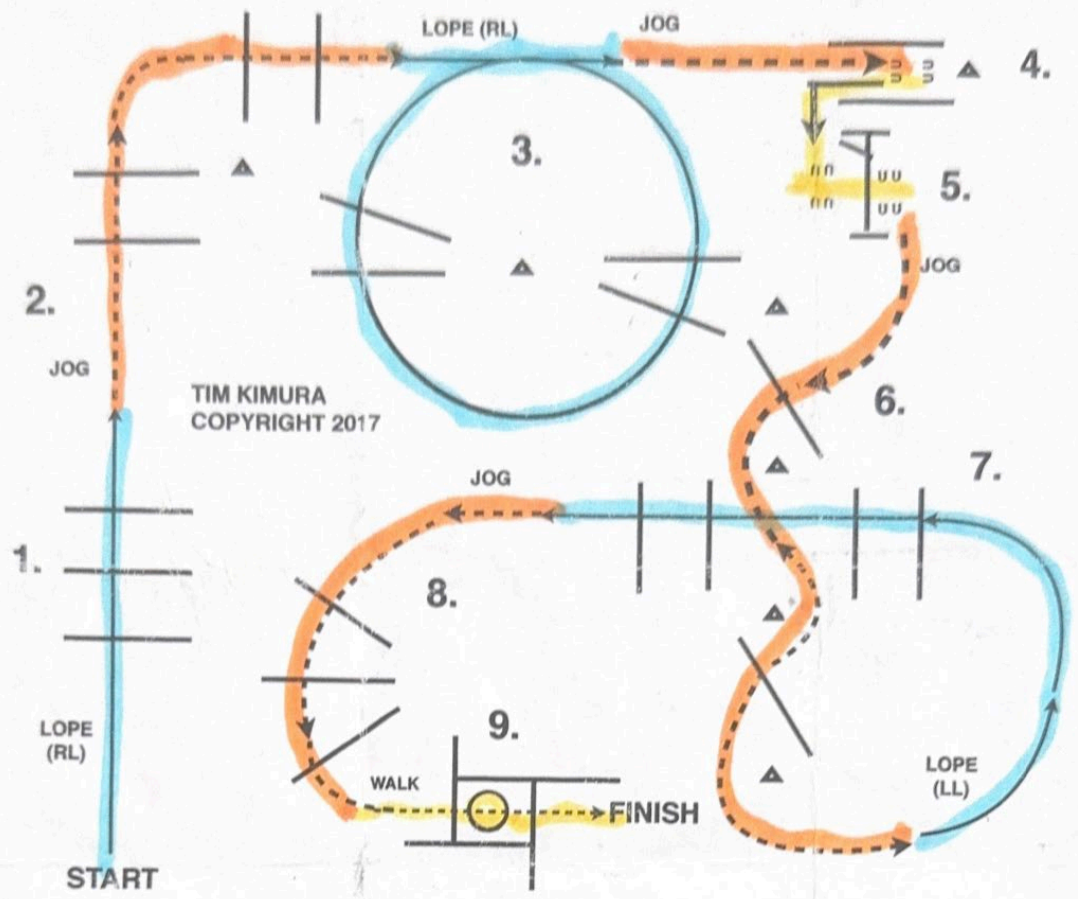 LOPE (RL)
JOG
4.
3.
5.
JOG
2.
JOG
TIM KIMURA
COPYRIGHT 2017
6.
7.
JOG
1.
8.
9.
LOPE
(RL)
WALK
LOPE
(LL)
FINISH
START